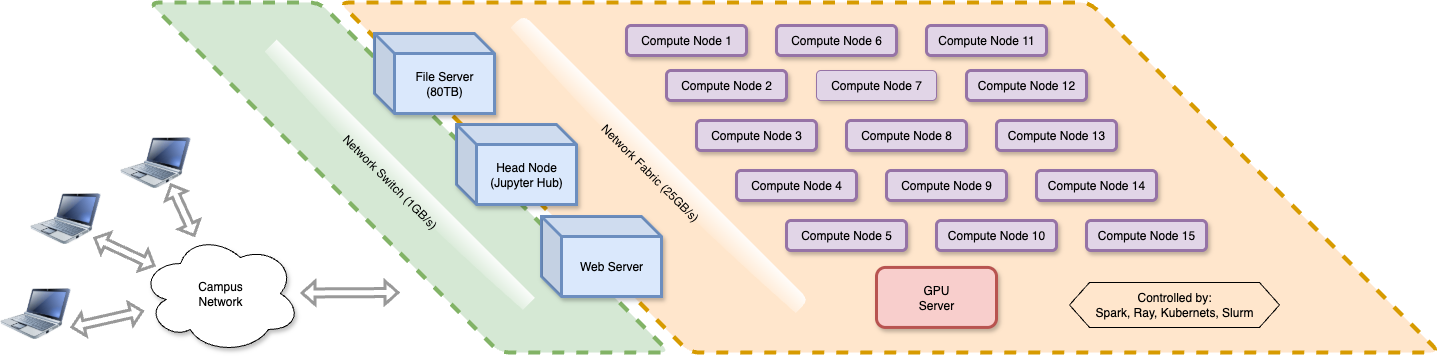 Compute Node 1
Compute Node 6
Compute Node 11
File Server
(80TB)
Compute Node 2
Compute Node 7
Compute Node 12
Network Switch (1GB/s)
Network Fabric (25GB/s)
Compute Node 3
Compute Node 8
Compute Node 13
Head Node
(Jupyter Hub)
Compute Node 4
Compute Node 9
Compute Node 14
Compute Node 5
Compute Node 10
Compute Node 15
Web Server
Campus
Network
GPU
Server
Controlled by:
Spark, Ray, Kubernets, Slurm